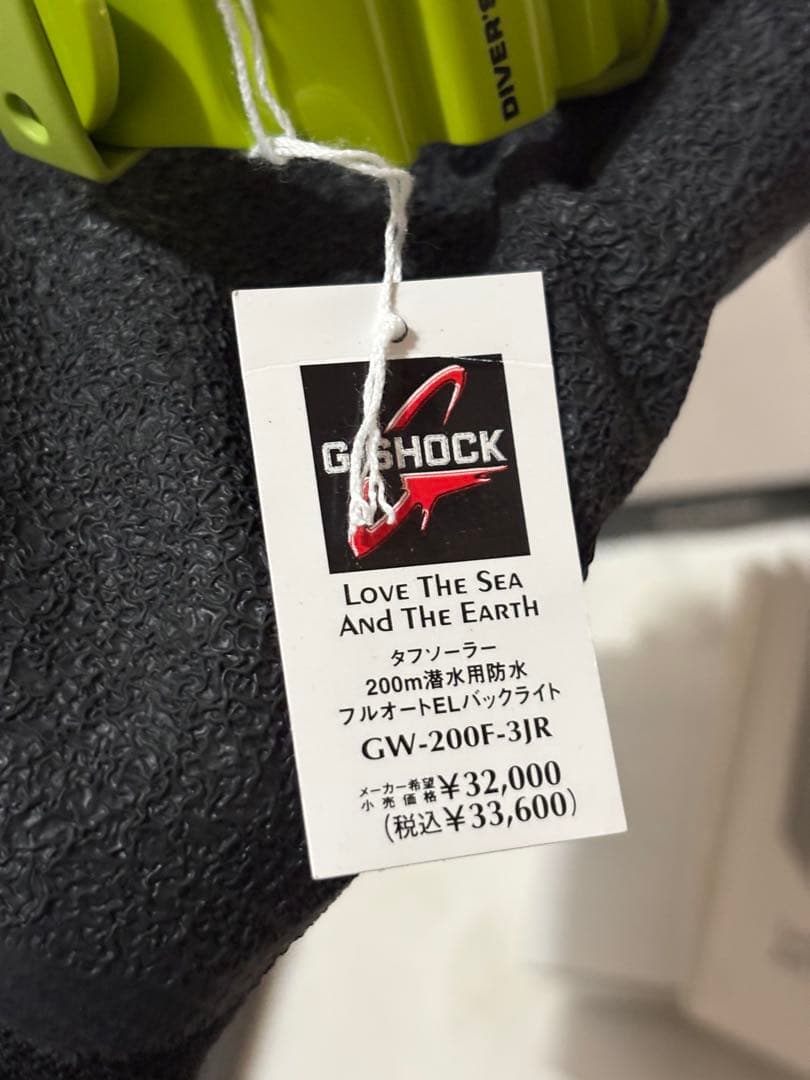 DIVER'S
G-SHOCK
LOVE THE SEA
AND THE EARTH
タフソーラー
200m潜水用防水
フルオートELバックライト
GW-200F-3JR
メーカー希望小売価格 ¥32,000
(税込¥33,600)